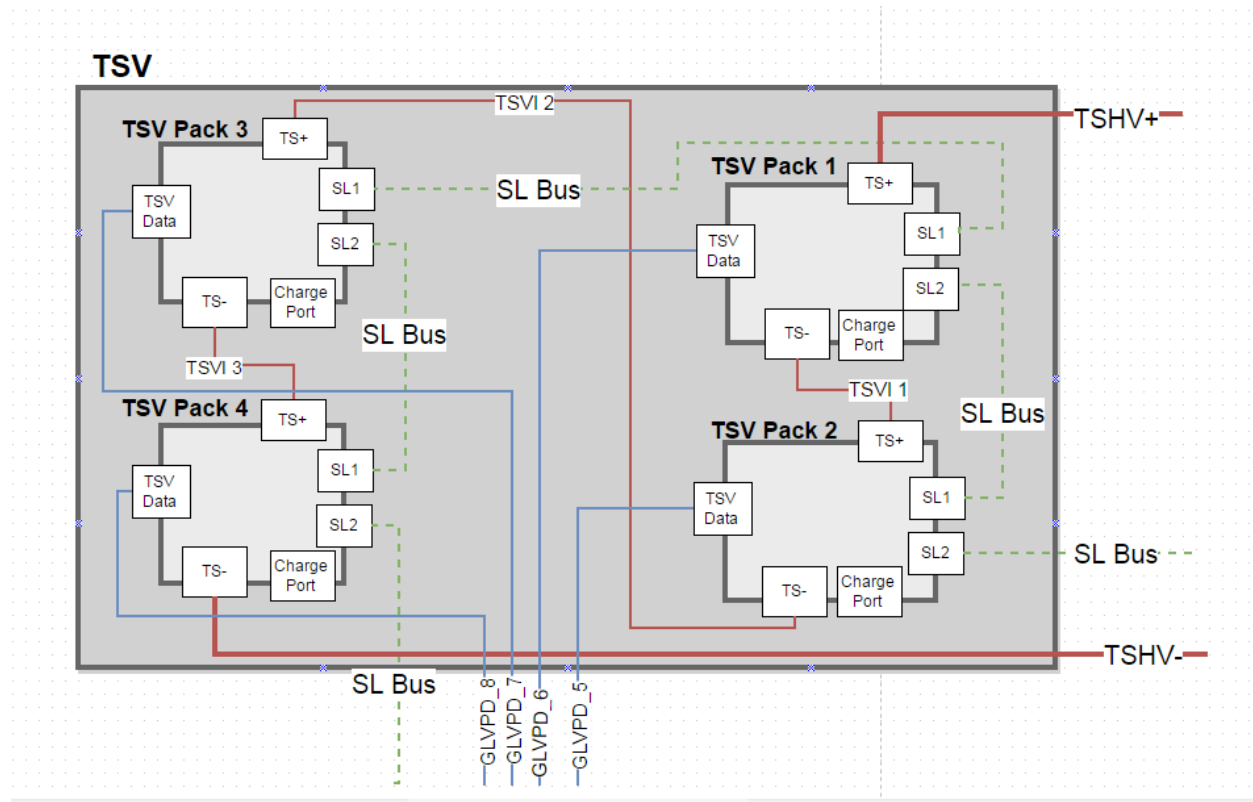 TSV
TSVI 2
TSHV+
TSV Pack 3
TS+
SL1
SL Bus
TSV
Data
SL2
TS-
Charge
Port
SL Bus
TSVI 3
TSV Pack 1
TS+
SL1
TSV
Data
SL2
TS-
Charge
Port
TSVI 1
SL Bus
TSV Pack 4
TS+
SL1
TSV
Data
SL2
TS-
Charge
Port
TSV Pack 2
TS+
SL1
TSV
Data
SL2
SL Bus
TS-
Charge
Port
TSHV-
SL Bus
GLVPD_8
GLVPD_7
GLVPD_6
GLVPD_5